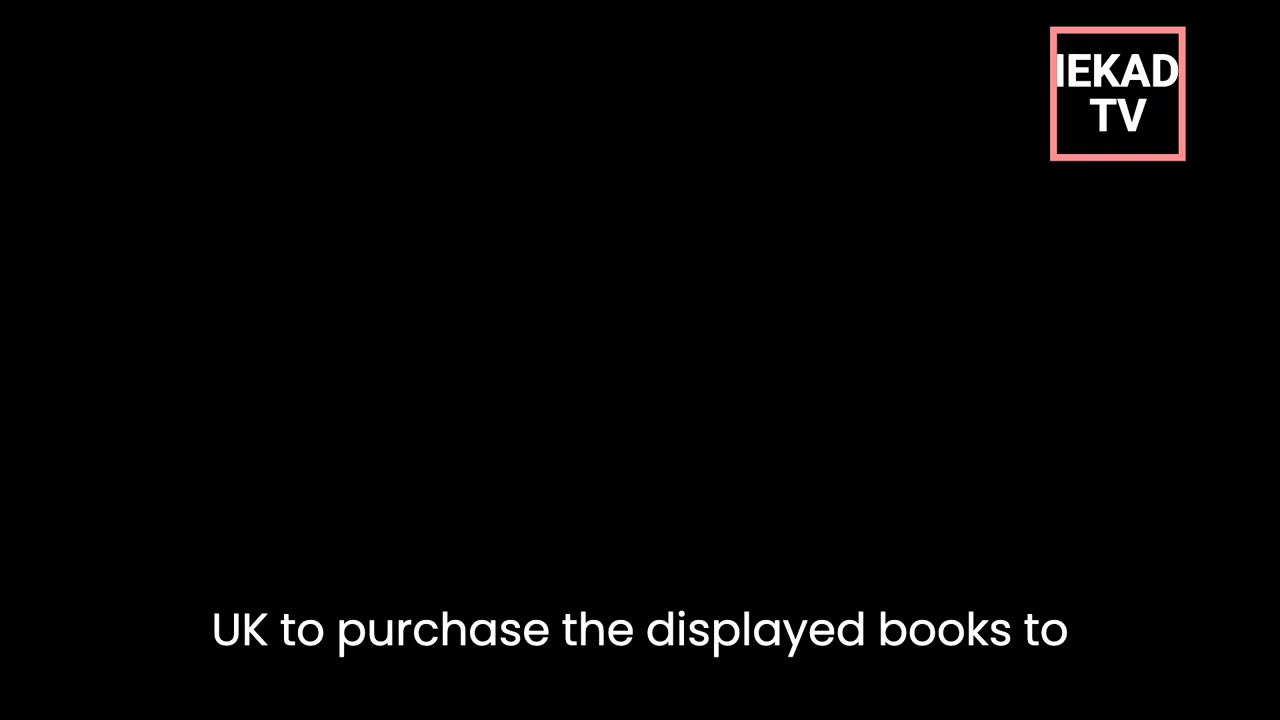 IEKAD
TV
UK to purchase the displayed books to